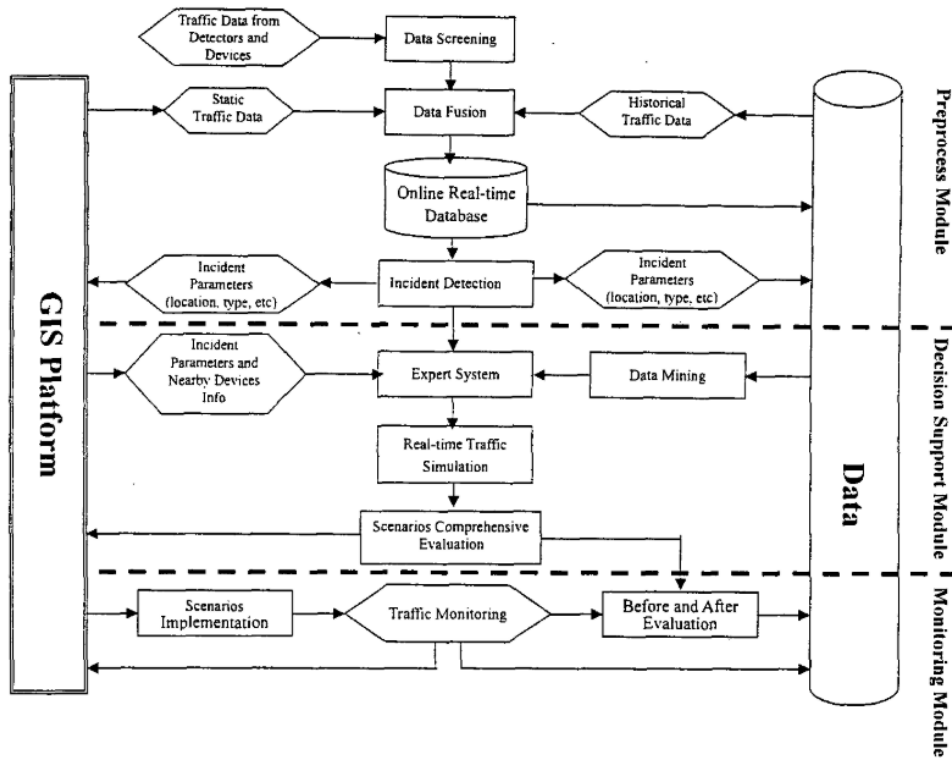 Traffic Data from
Detectors and
Devices
Data Screening
Static
Traffic Data
Data Fusion
Historical
Traffic Data
Online Real-time
Database
Incident
Parameters
(location, type, etc)
Incident Detection
Incident
Parameters
(location, type, etc)
Preprocess Module
GIS Platform
Data
Incident
Parameters and
Nearby Devices
Info
Expert System
Data Mining
Real-time Traffic
Simulation
Scenarios Comprehensive
Evaluation
Decision Support Module
Scenarios
Implementation
Traffic Monitoring
Before and After
Evaluation
Monitoring Module